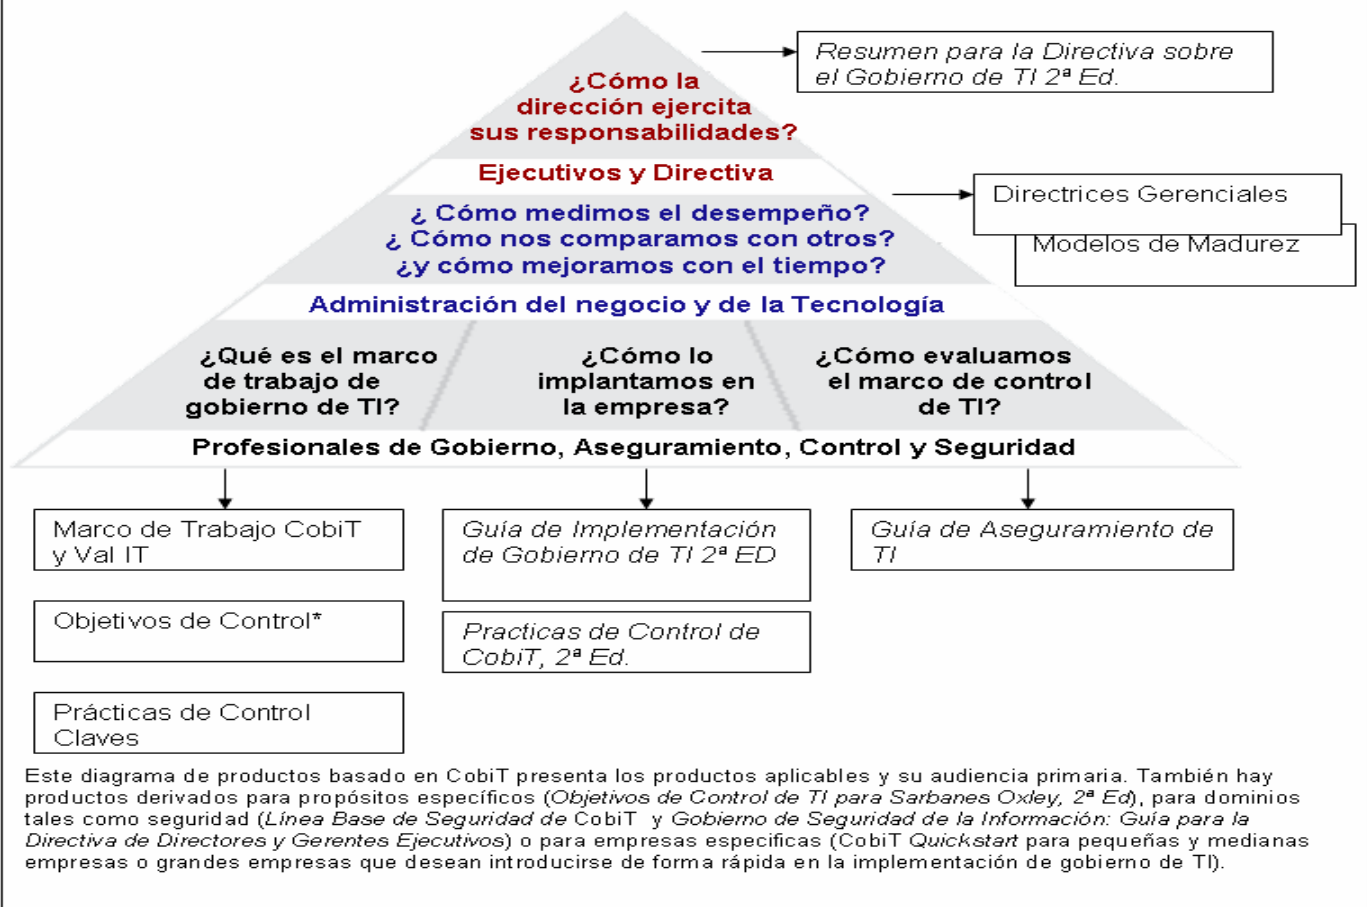 Resumen para la Directiva sobre
el Gobierno de TI 2ª Ed.
¿Cómo la
dirección ejercita
sus responsabilidades?
Ejecutivos y Directiva
Directrices Gerenciales
Modelos de Madurez
¿ Cómo medimos el desempeño?
¿ Cómo nos comparamos con otros?
¿y cómo mejoramos con el tiempo?
Administración del negocio y de la Tecnología
¿Qué es el marco
de trabajo de
gobierno de TI?
¿Cómo lo
implantamos en
la empresa?
¿Cómo evaluamos
el marco de control
de TI?
Profesionales de Gobierno, Aseguramiento, Control y Seguridad
Marco de Trabajo CobiT
y Val IT
Objetivos de Control*
Prácticas de Control
Claves
Guía de Implementación
de Gobierno de TI 2ª ED
Practicas de Control de
CobiT, 2ª Ed.
Guía de Aseguramiento de
TI
Este diagrama de productos basado en CobiT presenta los productos aplicables y su audiencia primaria. También hay
productos derivados para propósitos específicos (Objetivos de Control de TI para Sarbanes Oxley, 2ª Ed), para dominios
tales como seguridad (Línea Base de Seguridad de CobiT y Gobierno de Seguridad de la Información: Guía para la
Directiva de Directores y Gerentes Ejecutivos) o para empresas especificas (CobiT Quickstart para pequeñas y medianas
empresas o grandes empresas que desean introducirse de forma rápida en la implementación de gobierno de TI).